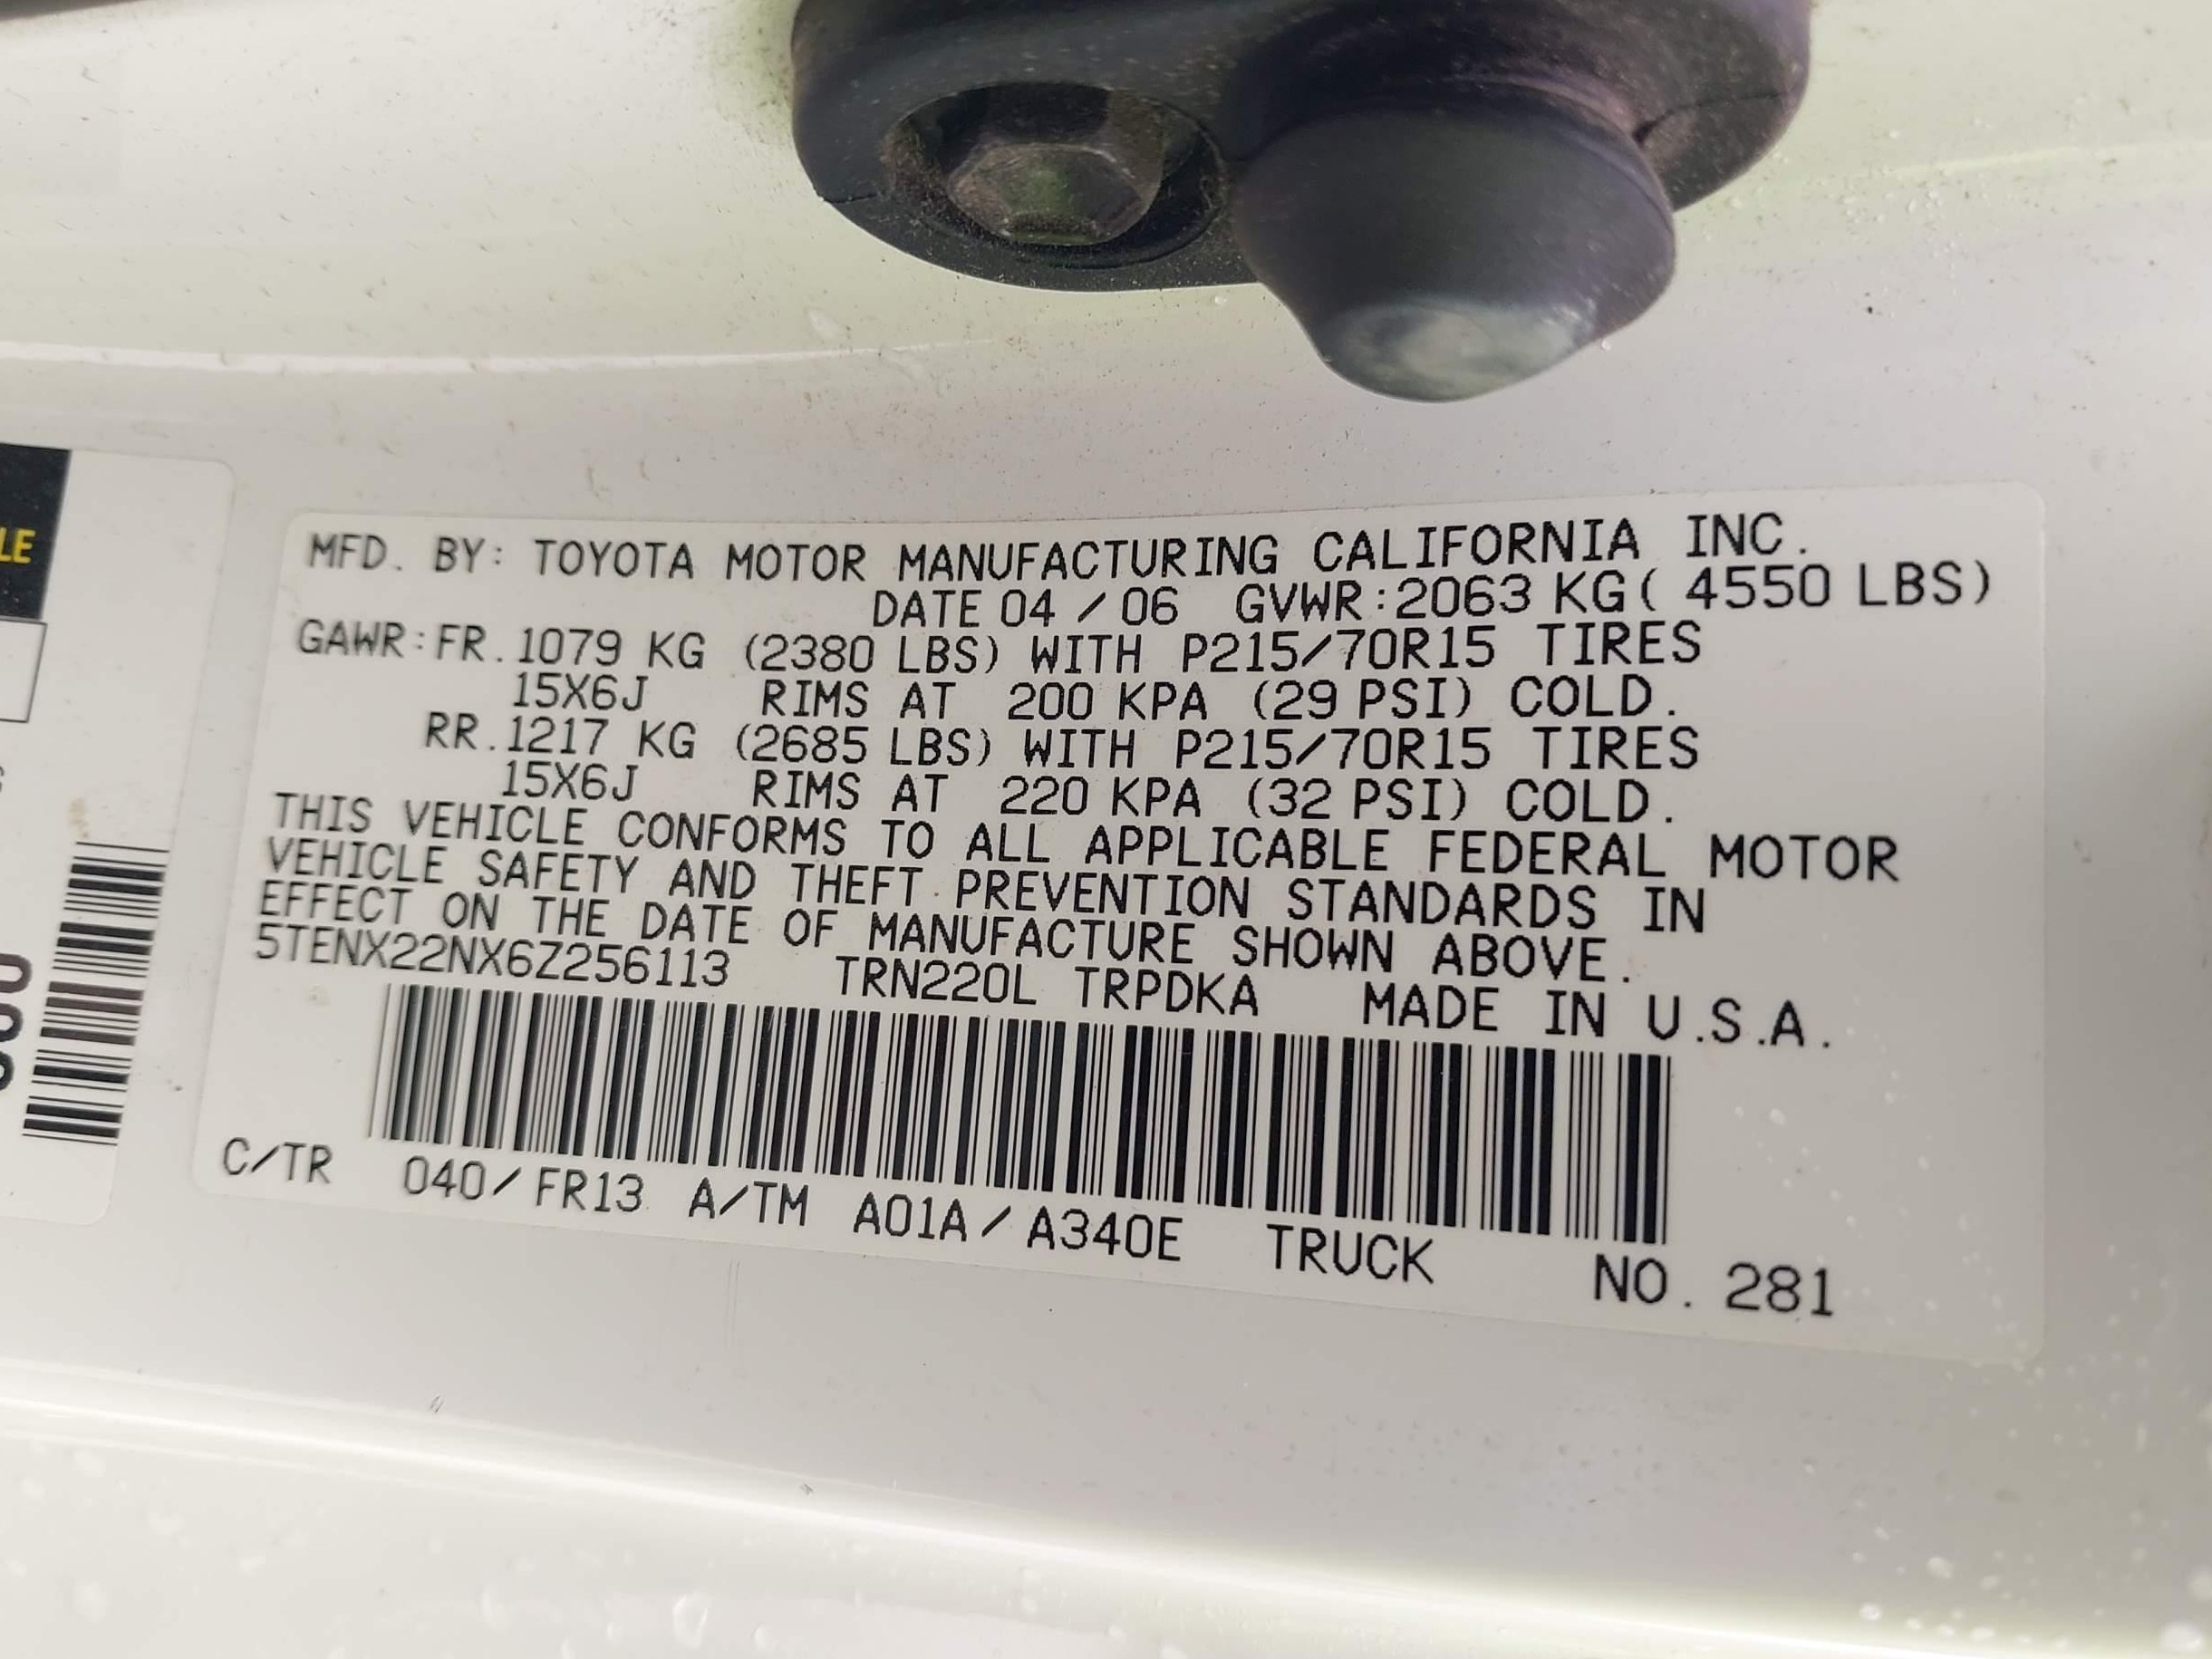 LE
MFD. BY: TOYOTA MOTOR MANUFACTURING CALIFORNIA INC.
DATE 04 / 06 GVWR:2063 KG( 4550 LBS)
GAWR:FR.1079 KG (2380 LBS) WITH P215/70R15 TIRES
15X6J RIMS AT 200 KPA (29 PSI) COLD.
RR.1217 KG (2685 LBS) WITH P215/70R15 TIRES
15X6J RIMS AT 220 KPA (32 PSI) COLD.
THIS VEHICLE CONFORMS TO ALL APPLICABLE FEDERAL MOTOR
VEHICLE SAFETY AND THEFT PREVENTION STANDARDS IN
EFFECT ON THE DATE OF MANUFACTURE SHOWN ABOVE.
5TENX22NX6Z256113 TRN220L TRPDKA MADE IN U.S.A.
C/TR 040/FR13 A/TM A01A/A340E TRUCK NO. 281